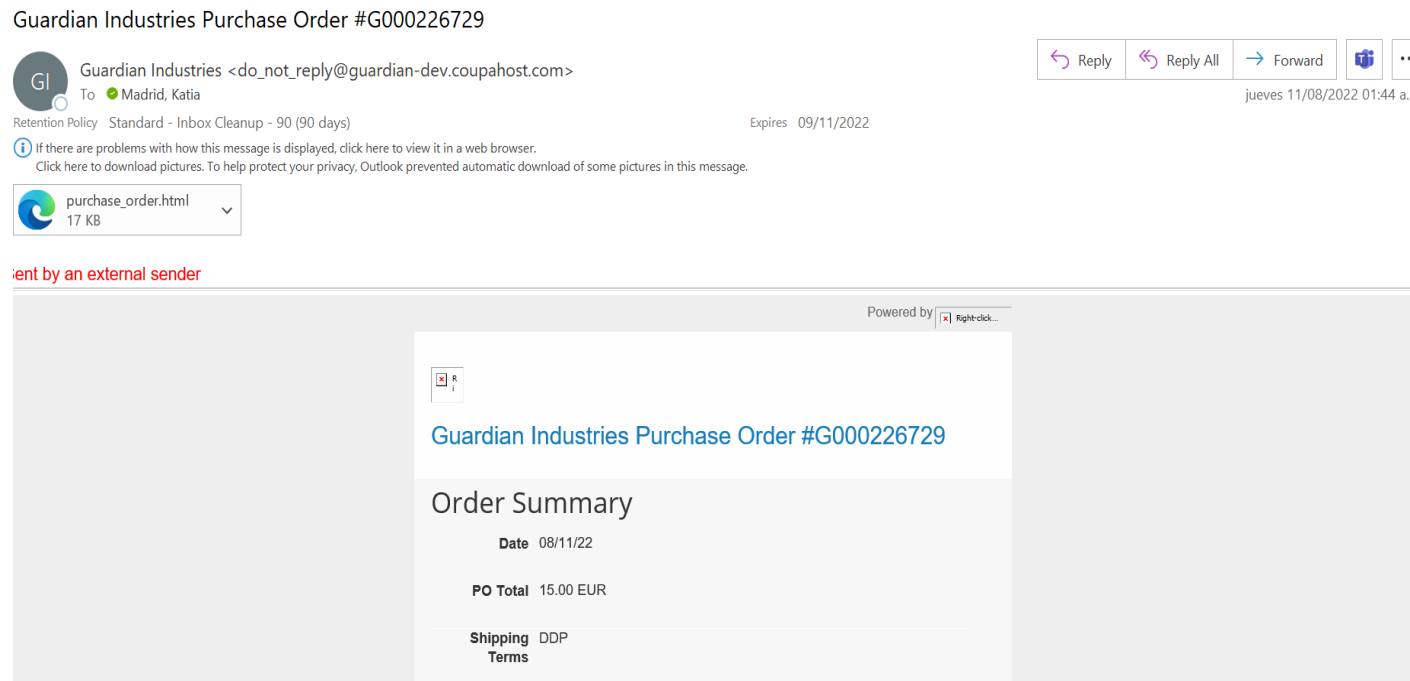 Guardian Industries Purchase Order #G000226729
GI
Guardian Industries <do_not_reply@guardian-dev.coupahost.com>
To Madrid, Katia
Reply
Reply All
Forward
jueves 11/08/2022 01:44 a.
Retention Policy Standard - Inbox Cleanup - 90 (90 days)
Expires 09/11/2022
If there are problems with how this message is displayed, click here to view it in a web browser.
Click here to download pictures. To help protect your privacy, Outlook prevented automatic download of some pictures in this message.
purchase_order.html
17 KB
ent by an external sender
Powered by
Right-click...
R
i
Guardian Industries Purchase Order #G000226729
Order Summary
Date 08/11/22
PO Total 15.00 EUR
Shipping DDP
Terms